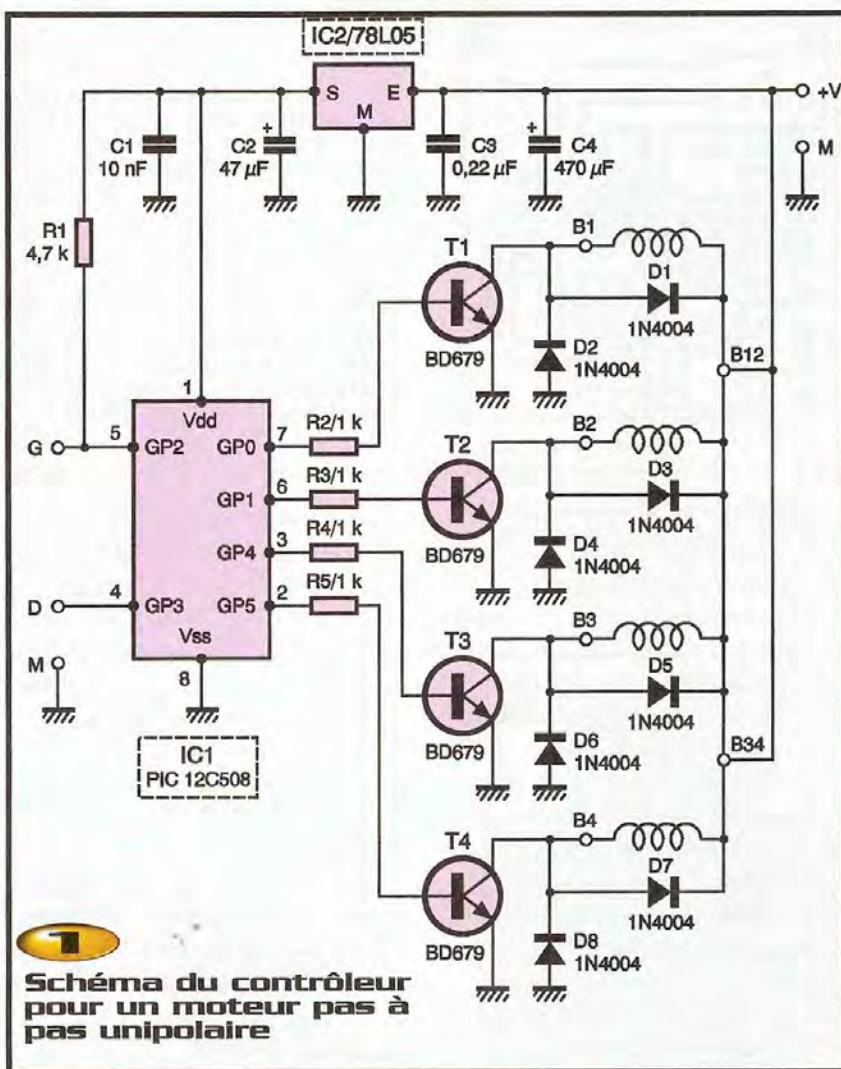 IC2/78L05
S
E
M
+V
M
C1
10 nF
+
C2
47 µF
C3
0,22 µF
+
C4
470 µF
R1
4,7 k
T1
BD679
B1
D1
1N4004
D2
1N4004
B12
1
Vdd
G
5
GP2
GP0
7
R2/1 k
GP1
6
R3/1 k
GP4
3
R4/1 k
D
4
GP3
GP5
2
R5/1 k
Vss
8
M
IC1
PIC 12C508
T2
BD679
B2
D3
1N4004
D4
1N4004
T3
BD679
B3
D5
1N4004
D6
1N4004
B34
T4
BD679
B4
D7
1N4004
D8
1N4004
1
Schéma du contrôleur
pour un moteur pas à
pas unipolaire